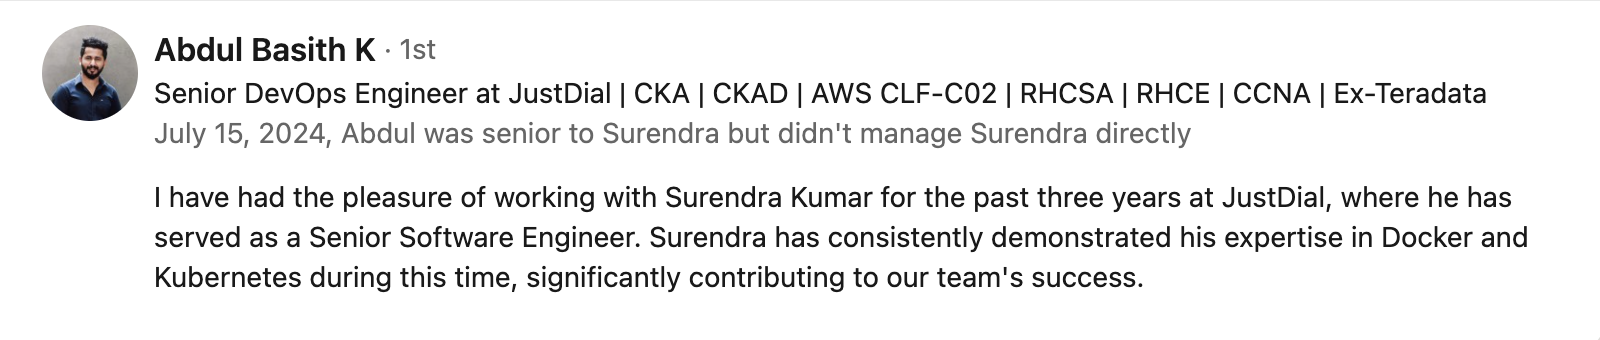 Abdul Basith K · 1st
Senior DevOps Engineer at JustDial | CKA | CKAD | AWS CLF-C02 | RHCSA | RHCE | CCNA | Ex-Teradata
July 15, 2024, Abdul was senior to Surendra but didn't manage Surendra directly
I have had the pleasure of working with Surendra Kumar for the past three years at JustDial, where he has
served as a Senior Software Engineer. Surendra has consistently demonstrated his expertise in Docker and
Kubernetes during this time, significantly contributing to our team's success.